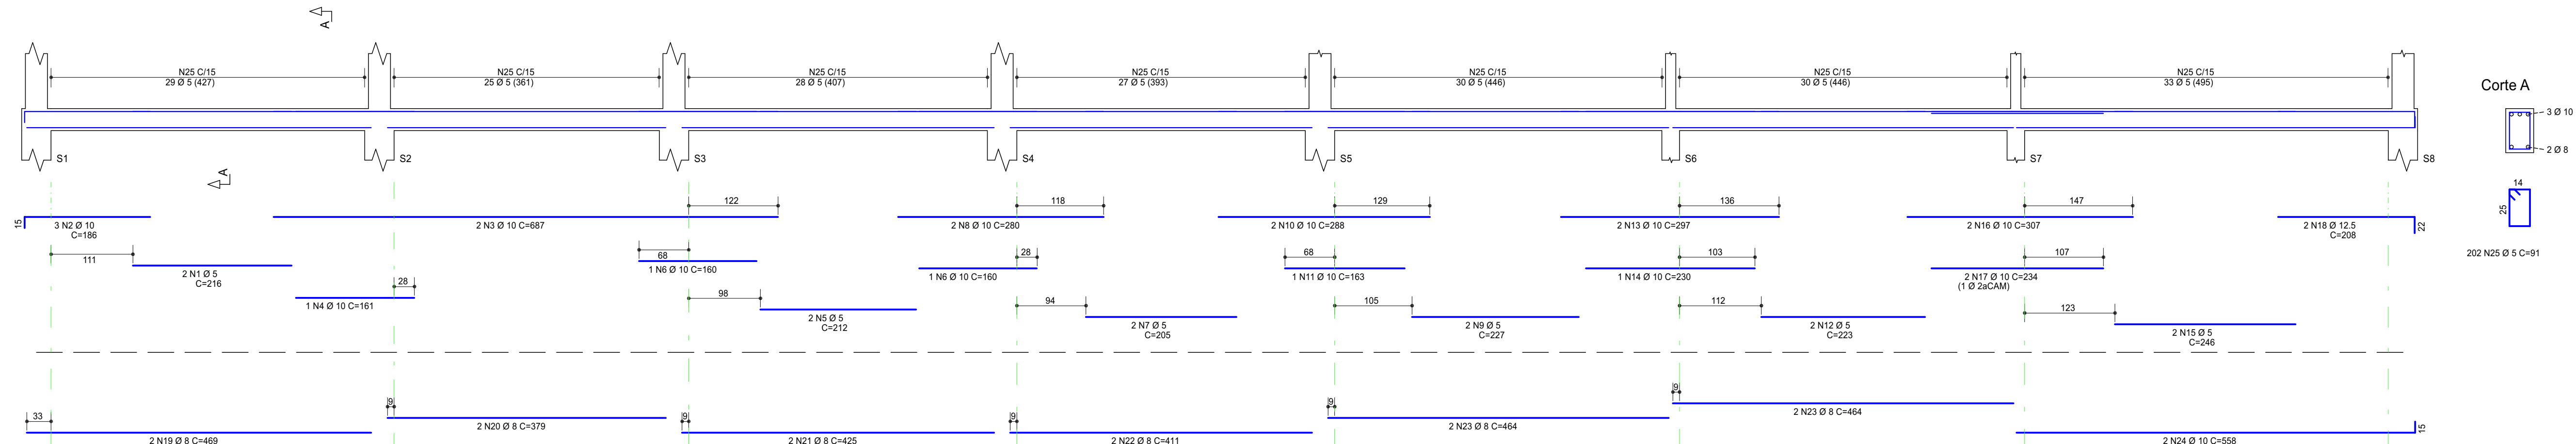 A
N25 C/15
29 Ø 5 (427)
N25 C/15
25 Ø 5 (361)
N25 C/15
28 Ø 5 (407)
N25 C/15
27 Ø 5 (393)
N25 C/15
30 Ø 5 (446)
N25 C/15
30 Ø 5 (446)
N25 C/15
33 Ø 5 (495)
Corte A
3 Ø 10
2 Ø 8
S1
S2
S3
S4
S5
S6
S7
S8
A
14
25
202 N25 Ø 5 C=91
15
3 N2 Ø 10
C=186
2 N3 Ø 10 C=687
122
2 N8 Ø 10 C=280
118
2 N10 Ø 10 C=288
129
2 N13 Ø 10 C=297
136
2 N16 Ø 10 C=307
147
2 N18 Ø 12.5
C=208
22
111
2 N1 Ø 5
C=216
68
1 N6 Ø 10 C=160
28
1 N6 Ø 10 C=160
68
1 N11 Ø 10 C=163
103
1 N14 Ø 10 C=230
107
2 N17 Ø 10 C=234
(1 Ø 2aCAM)
28
1 N4 Ø 10 C=161
98
2 N5 Ø 5
C=212
94
2 N7 Ø 5
C=205
105
2 N9 Ø 5
C=227
112
2 N12 Ø 5
C=223
123
2 N15 Ø 5
C=246
33
2 N19 Ø 8 C=469
9
2 N20 Ø 8 C=379
9
2 N21 Ø 8 C=425
9
2 N22 Ø 8 C=411
9
2 N23 Ø 8 C=464
9
2 N23 Ø 8 C=464
2 N24 Ø 10 C=558
15